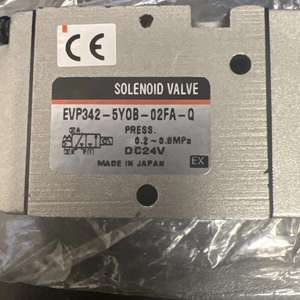 CE
SOLENOID VALVE
EVP342-5YOB-02FA-Q
PRESS.
0.2~0.8MPa
DC24V
MADE IN JAPAN
EX